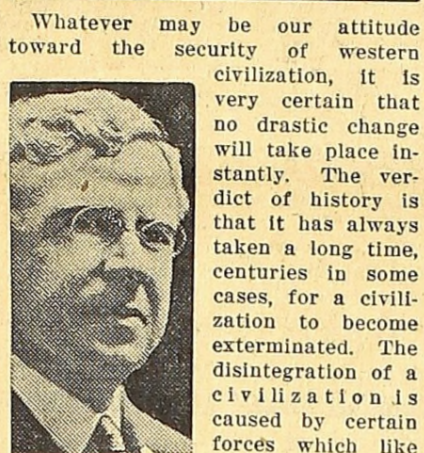 Whatever may be our attitude
toward the security of western
civilization, it is
very certain that
no drastic change
will take place in-
stantly. The ver-
dict of history is
that it has always
taken a long time,
centuries in some
cases, for a civili-
zation to become
exterminated. The
disintegration of a
civilization is
caused by certain
forces which like